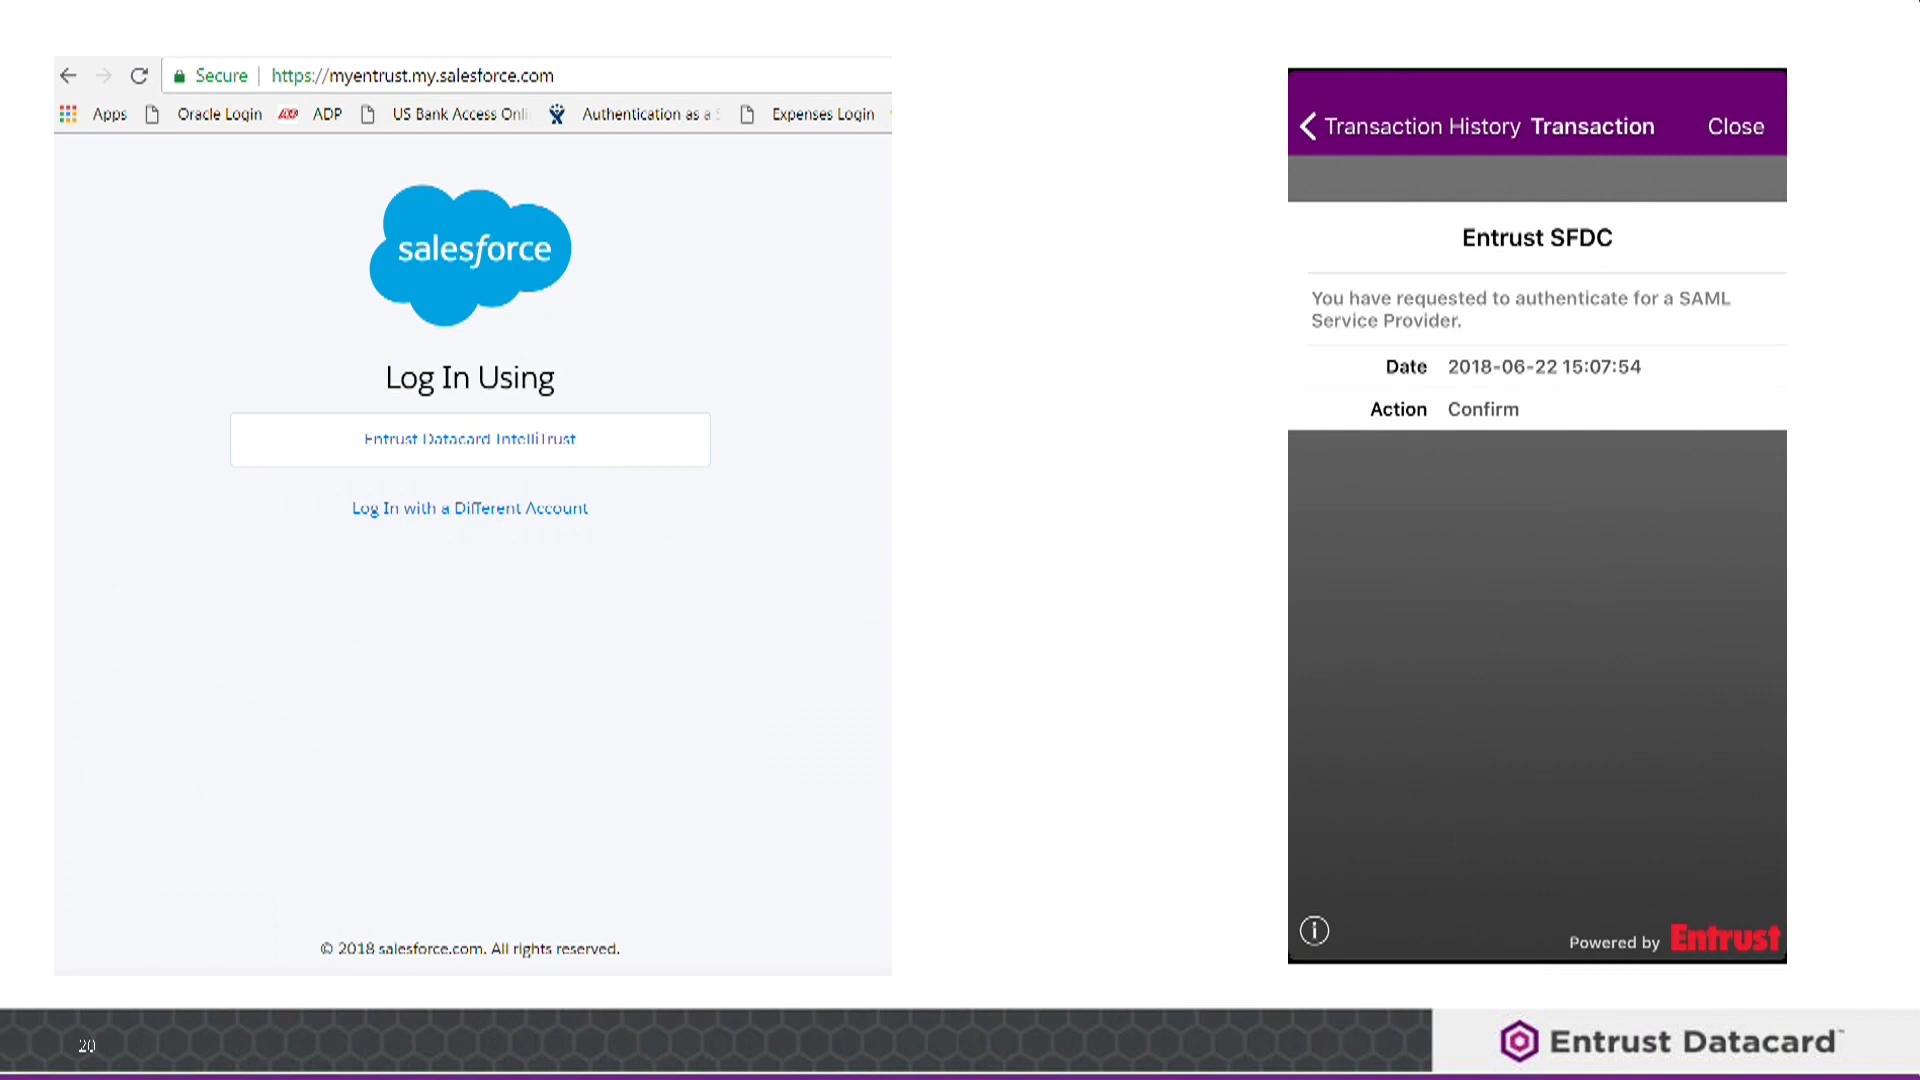 Secure | https://myentrust.my.salesforce.com
Apps Oracle Login ADP ADP US Bank Access Onli Authentication as a S Expenses Login
salesforce
Log In Using
Entrust Datacard IntelliTrust
Log In with a Different Account
© 2018 salesforce.com. All rights reserved.
Transaction History Transaction Close
Entrust SFDC
You have requested to authenticate for a SAML
Service Provider.
Date 2018-06-22 15:07:54
Action Confirm
Powered by Entrust
20
Entrust Datacard™